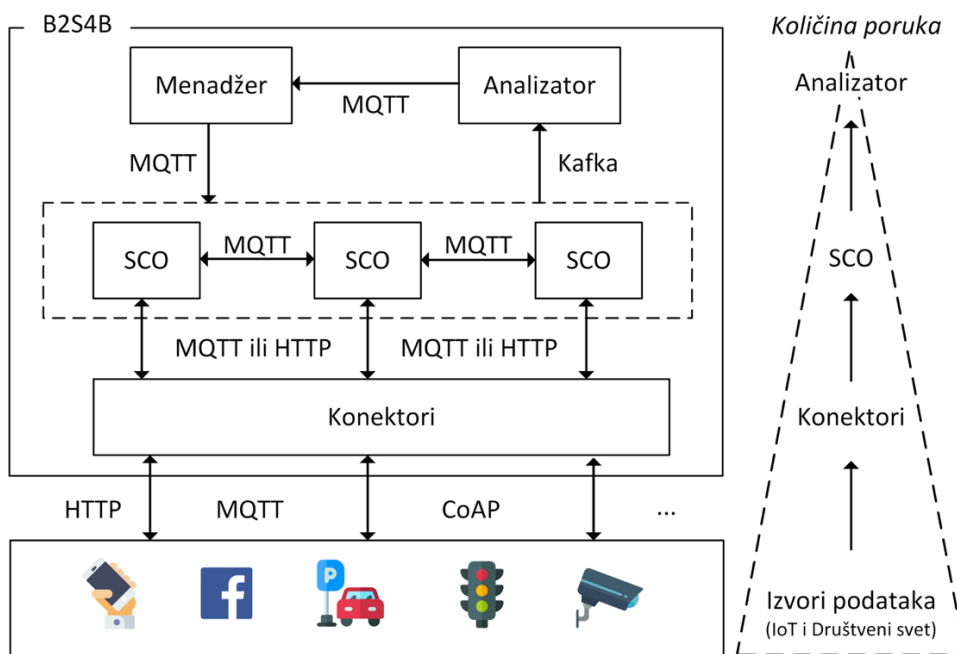 B2S4B
Menadžer
MQTT
Analizator
MQTT
Kafka
SCO
MQTT
SCO
MQTT
SCO
MQTT ili HTTP
MQTT ili HTTP
Konektori
HTTP
MQTT
CoAP
...
P
f
Količina poruka
Analizator
SCO
Konektori
Izvori podataka
(IoT i Društveni svet)